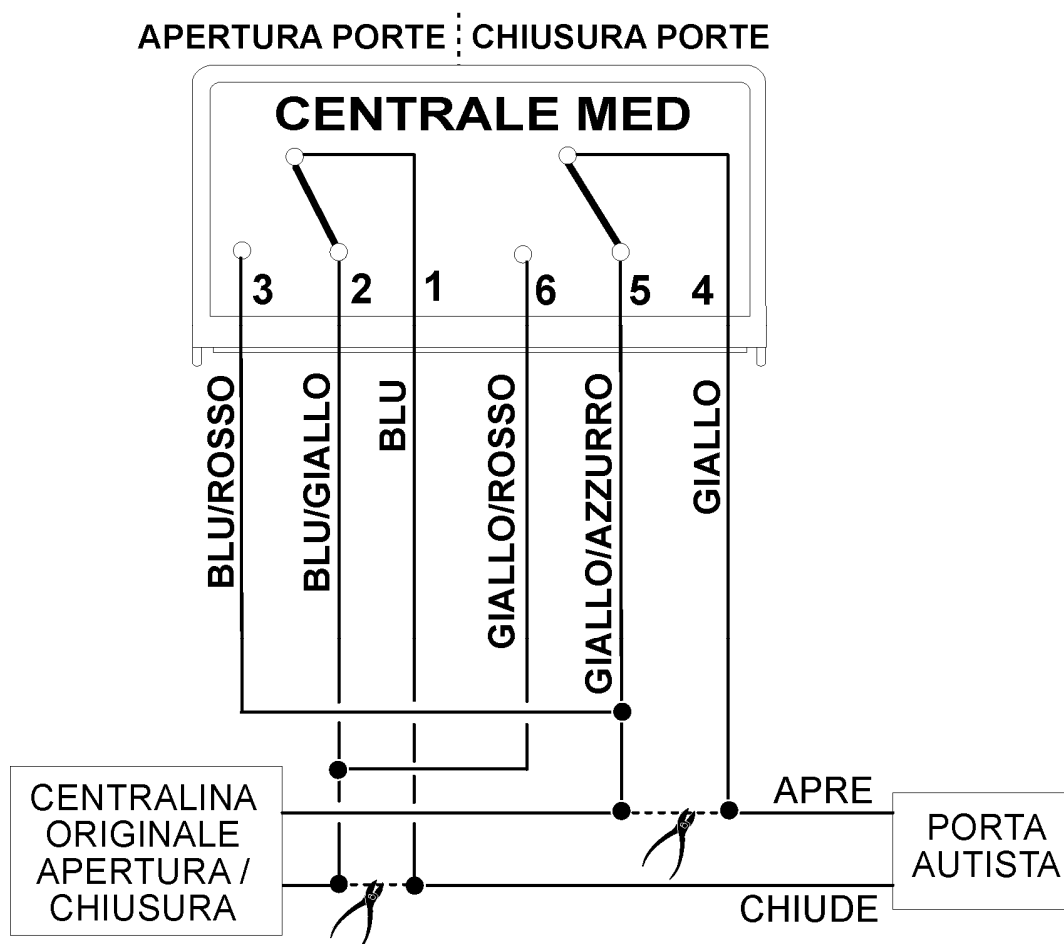 APERTURA PORTE CHIUSURA PORTE
CENTRALE MED
3 2 1 6 5 4
BLU/ROSSO
BLU/GIALLO
BLU
GIALLO/ROSSO
GIALLO/AZZURRO
GIALLO
CENTRALINA
ORIGINALE
APERTURA /
CHIUSURA
APRE
CHIUDE
PORTA
AUTISTA